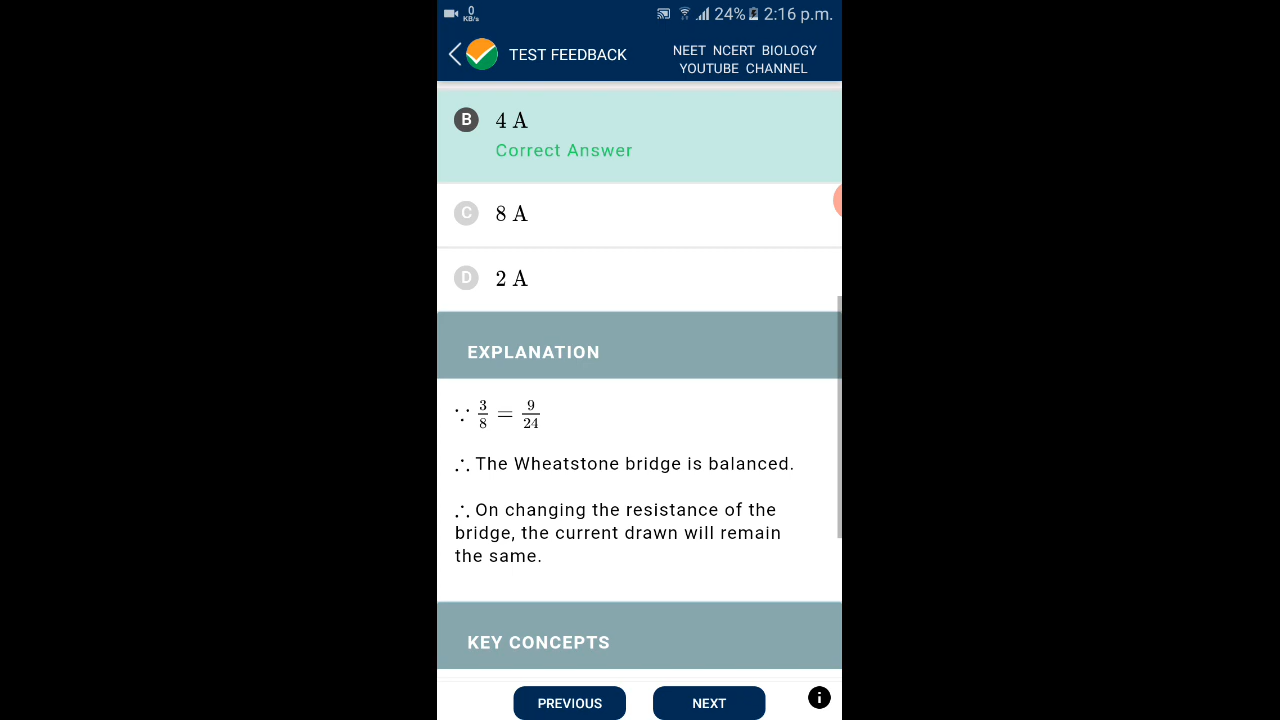 0
KB/s
24% 2:16 p.m.
TEST FEEDBACK
NEET NCERT BIOLOGY
YOUTUBE CHANNEL
B 4 A
Correct Answer
C 8 A
D 2 A
EXPLANATION
∵ 3/8 = 9/24
∴ The Wheatstone bridge is balanced.
∴ On changing the resistance of the
bridge, the current drawn will remain
the same.
KEY CONCEPTS
PREVIOUS
NEXT
i